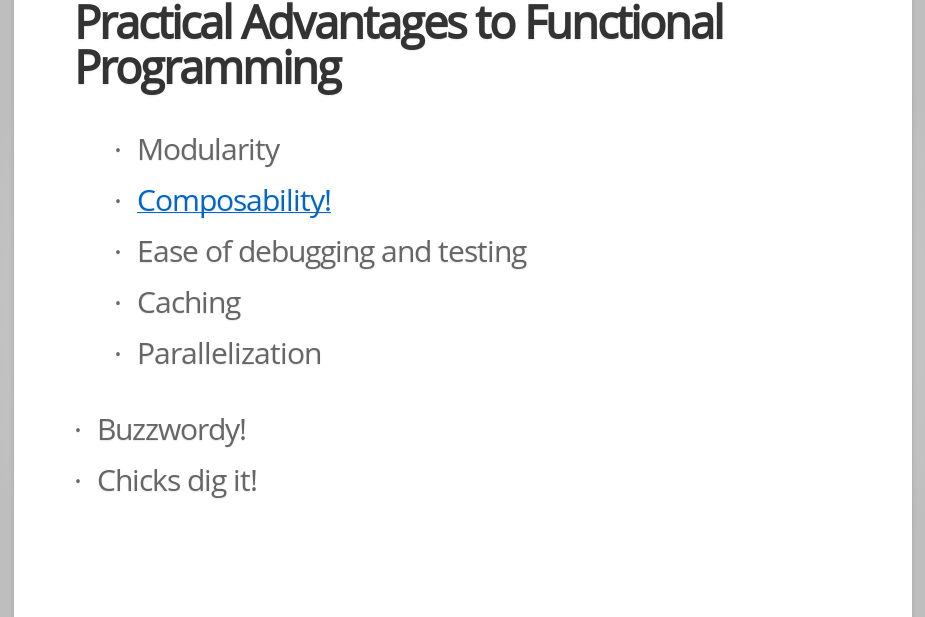 Practical Advantages to Functional
Programming
· Modularity
· Composability!
· Ease of debugging and testing
· Caching
· Parallelization
· Buzzwordy!
· Chicks dig it!